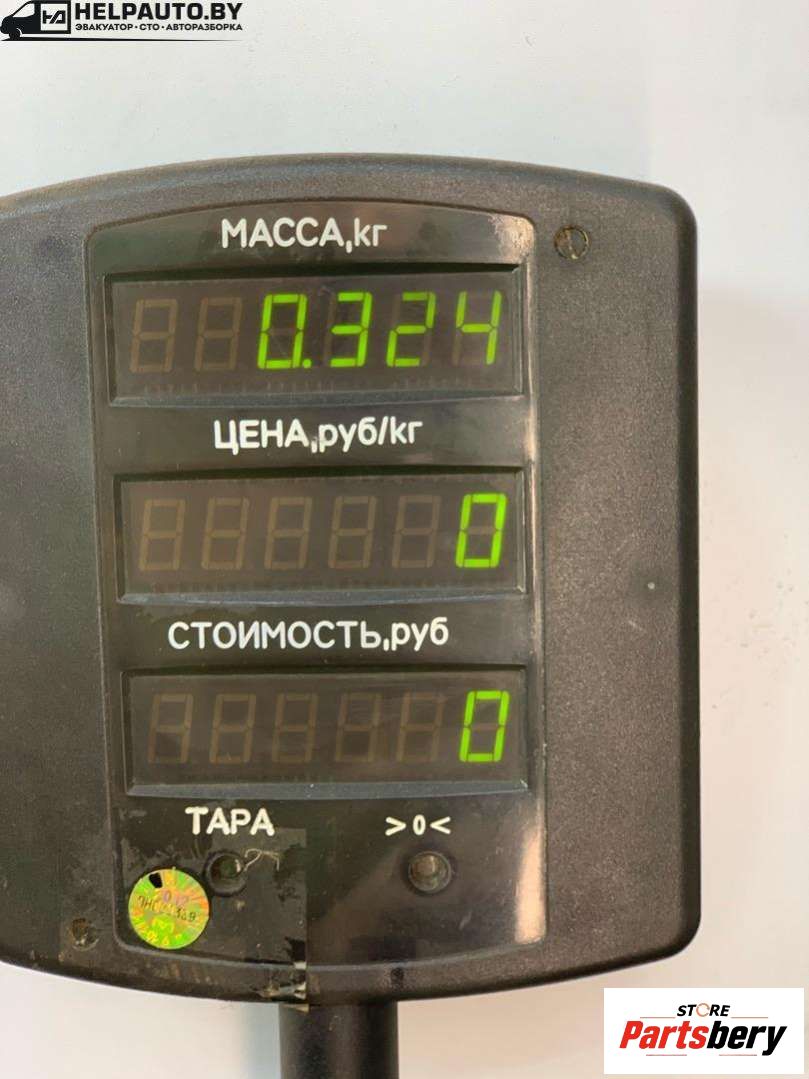 HELPAUTO.BY
ЭВАКУАТОР·СТО·АВТОРАЗБОРКА
МАССА,кг
0.324
ЦЕНА,руб/кг
0
СТОИМОСТЬ,руб
0
ТАРА >0<
STORE
Partsbery